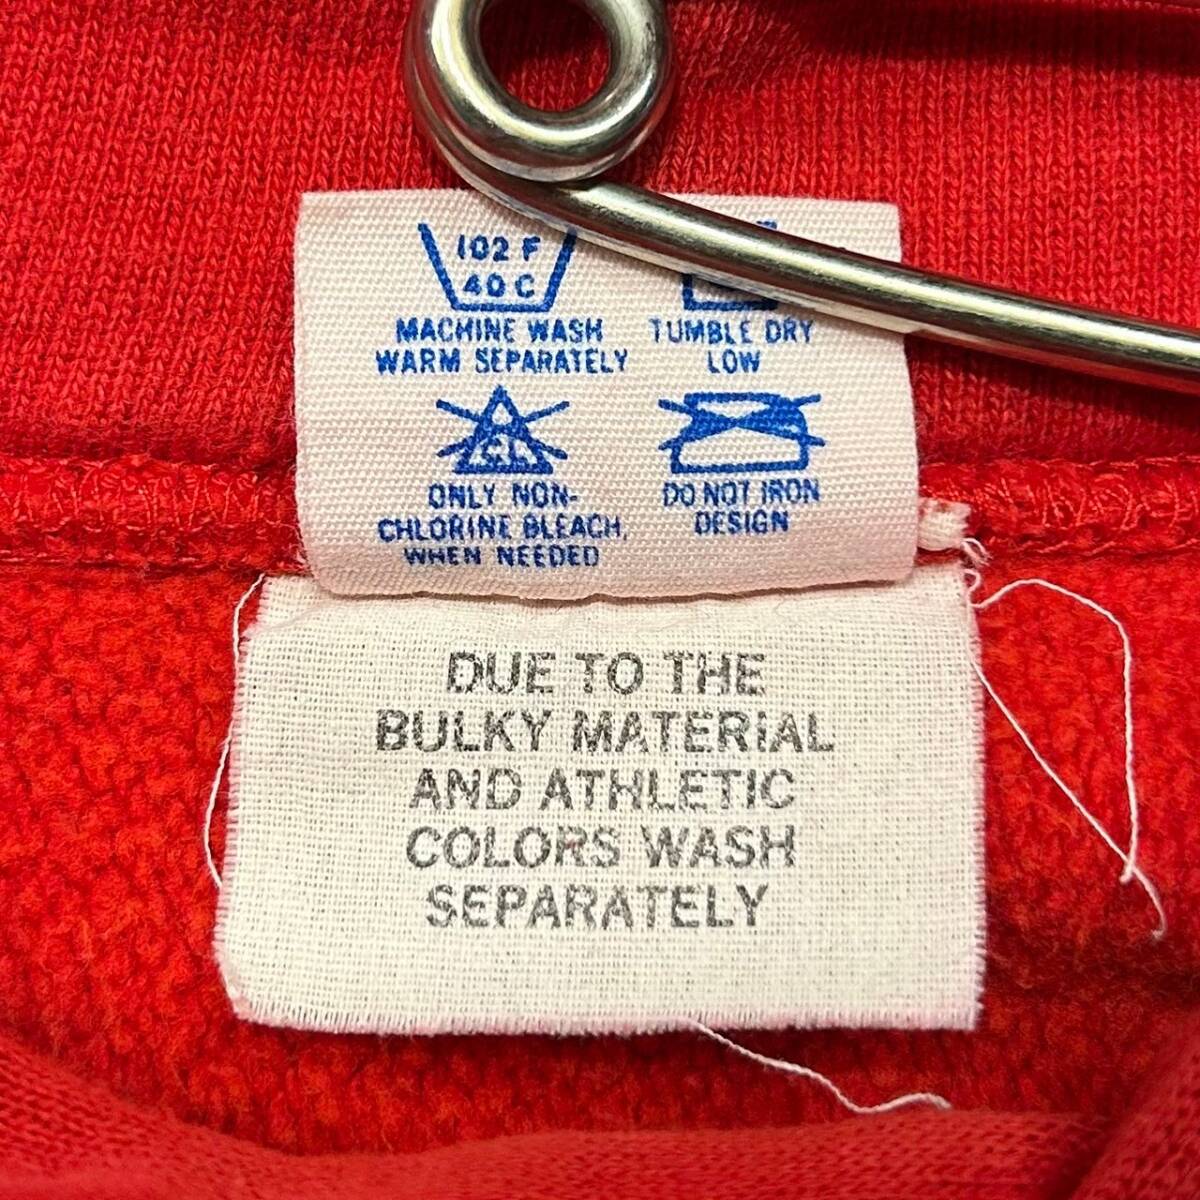 102 F
40 C
MACHINE WASH
WARM SEPARATELY
TUMBLE DRY
LOW
CL
ONLY NON-
CHLORINE BLEACH,
WHEN NEEDED
DO NOT IRON
DESIGN
DUE TO THE
BULKY MATERIAL
AND ATHLETIC
COLORS WASH
SEPARATELY